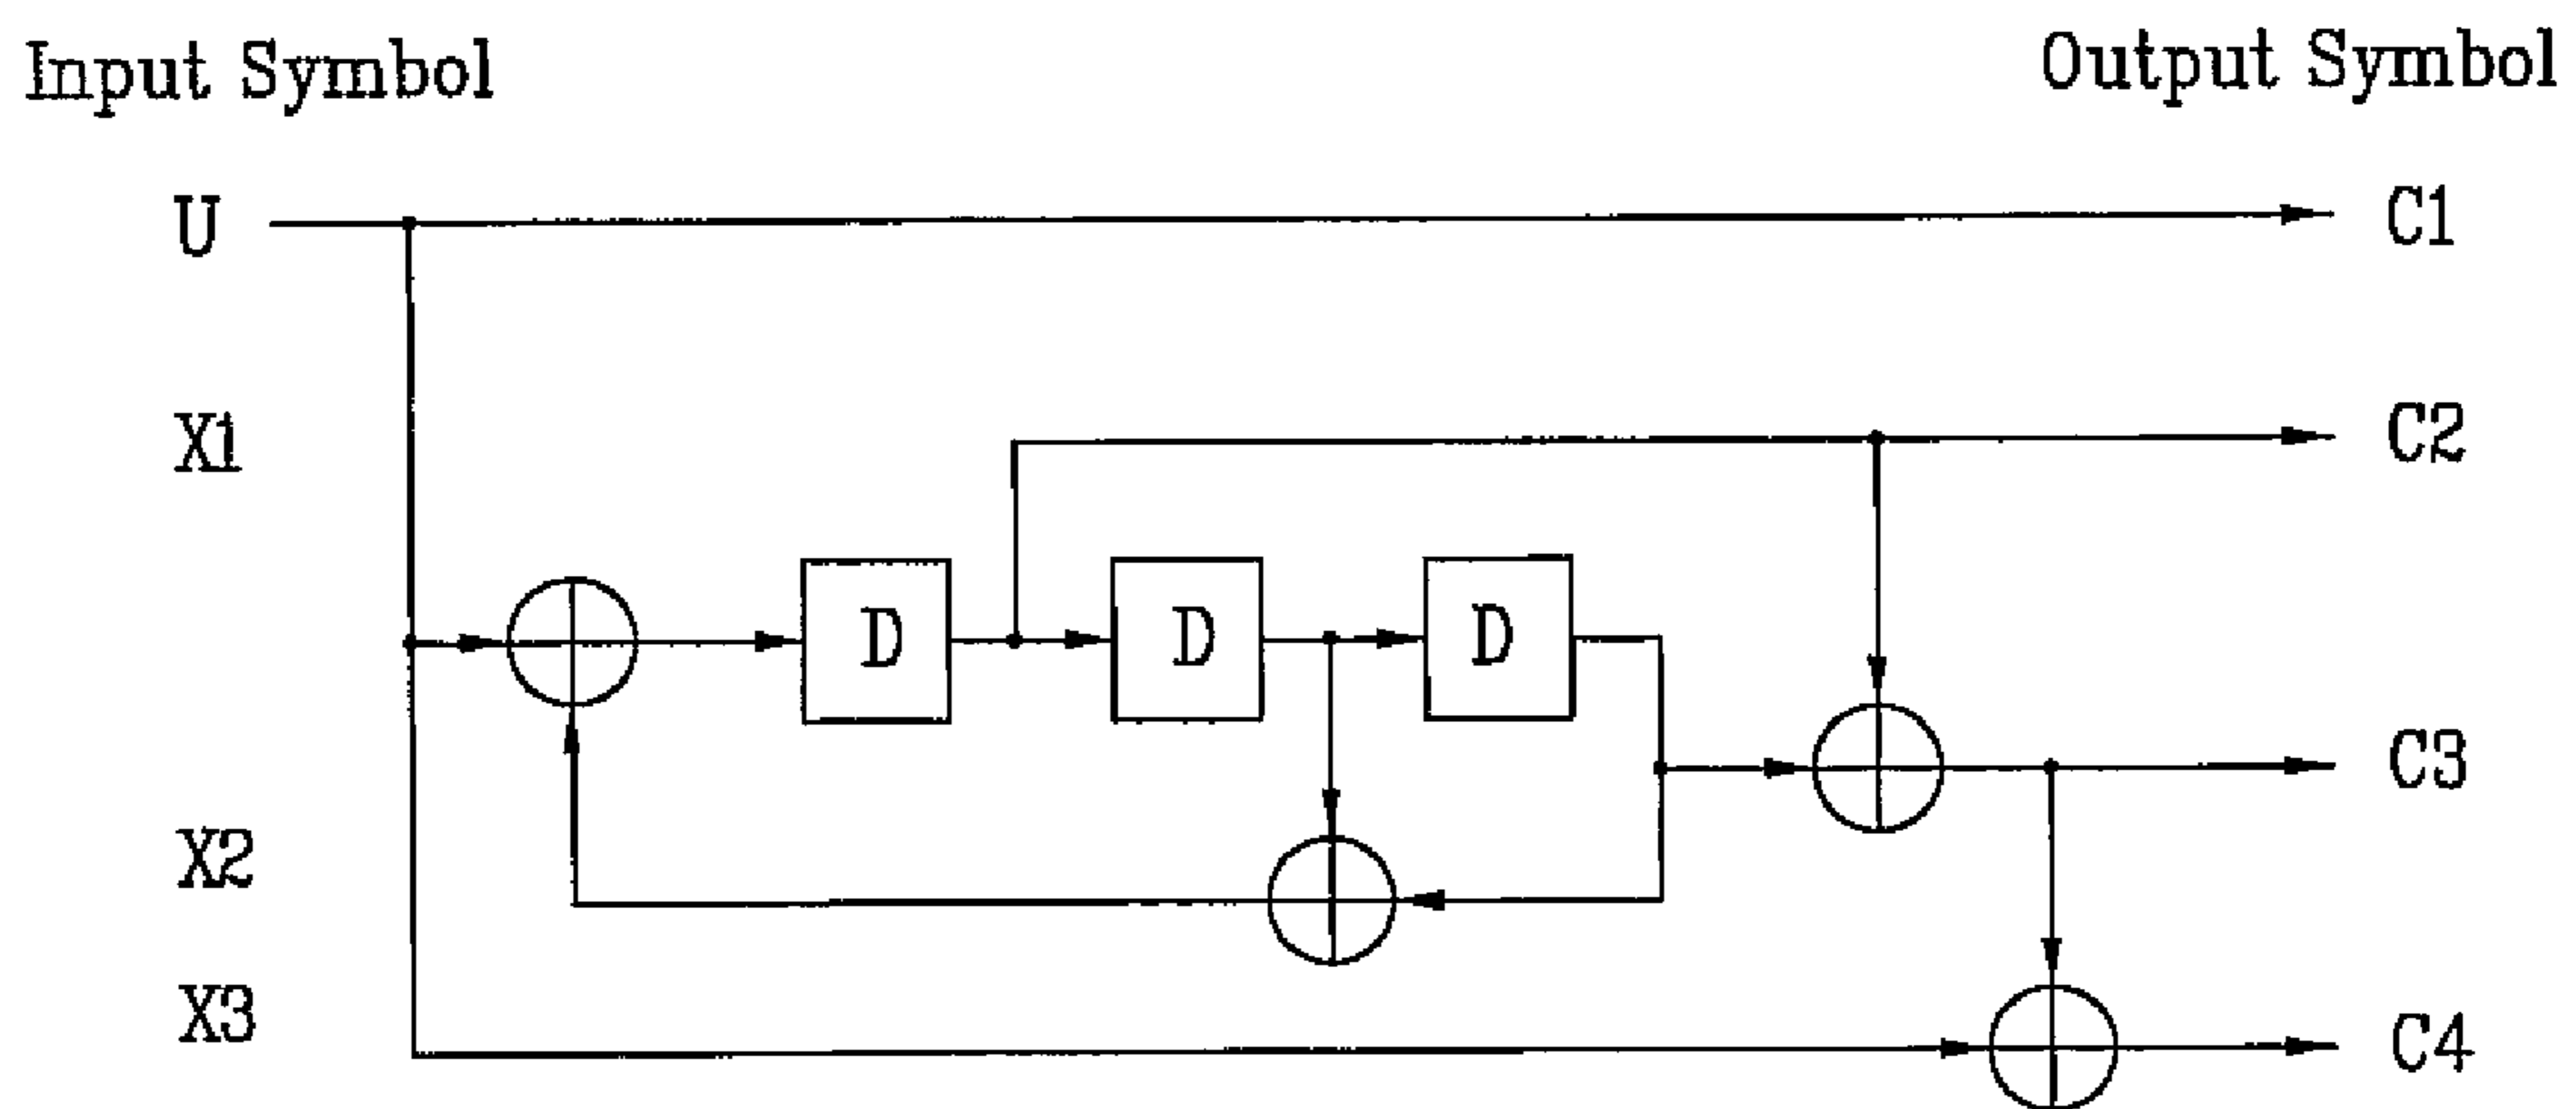 Input Symbol
Output Symbol
U
C1
X1
C2
D
D
D
C3
X2
X3
C4